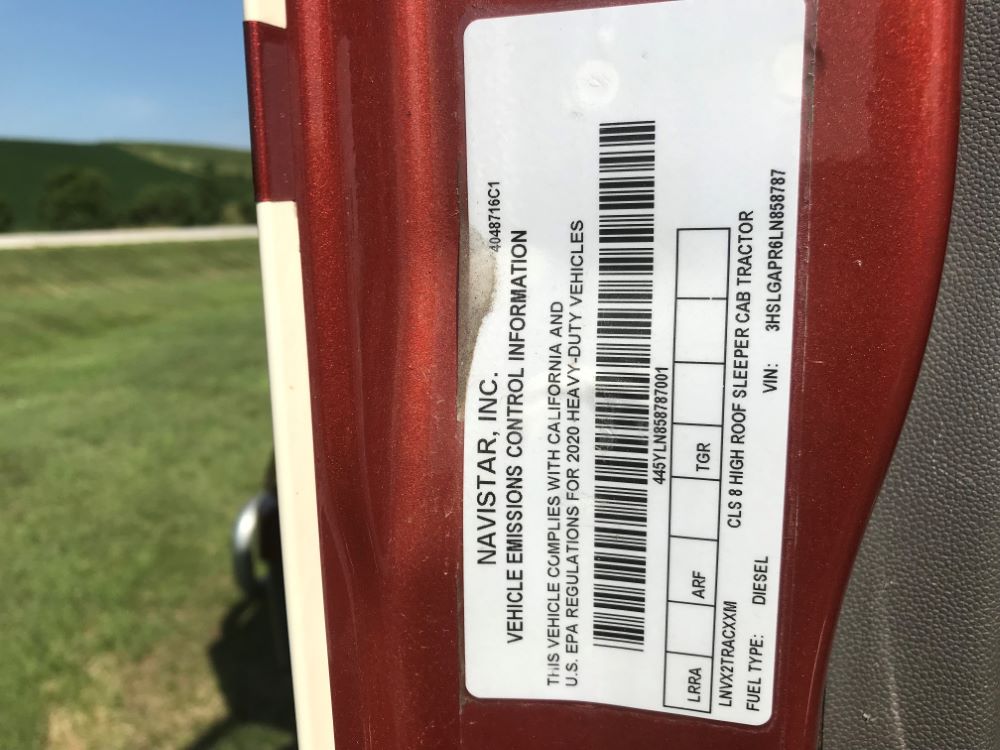 4048716C1
NAVISTAR, INC.
VEHICLE EMISSIONS CONTROL INFORMATION
THIS VEHICLE COMPLIES WITH CALIFORNIA AND
U.S. EPA REGULATIONS FOR 2020 HEAVY-DUTY VEHICLES
445YLN858787001
LRRA ARF TGR
LNVX2TRACXXM CLS 8 HIGH ROOF SLEEPER CAB TRACTOR
FUEL TYPE: DIESEL VIN: 3HSLGAPR6LN858787